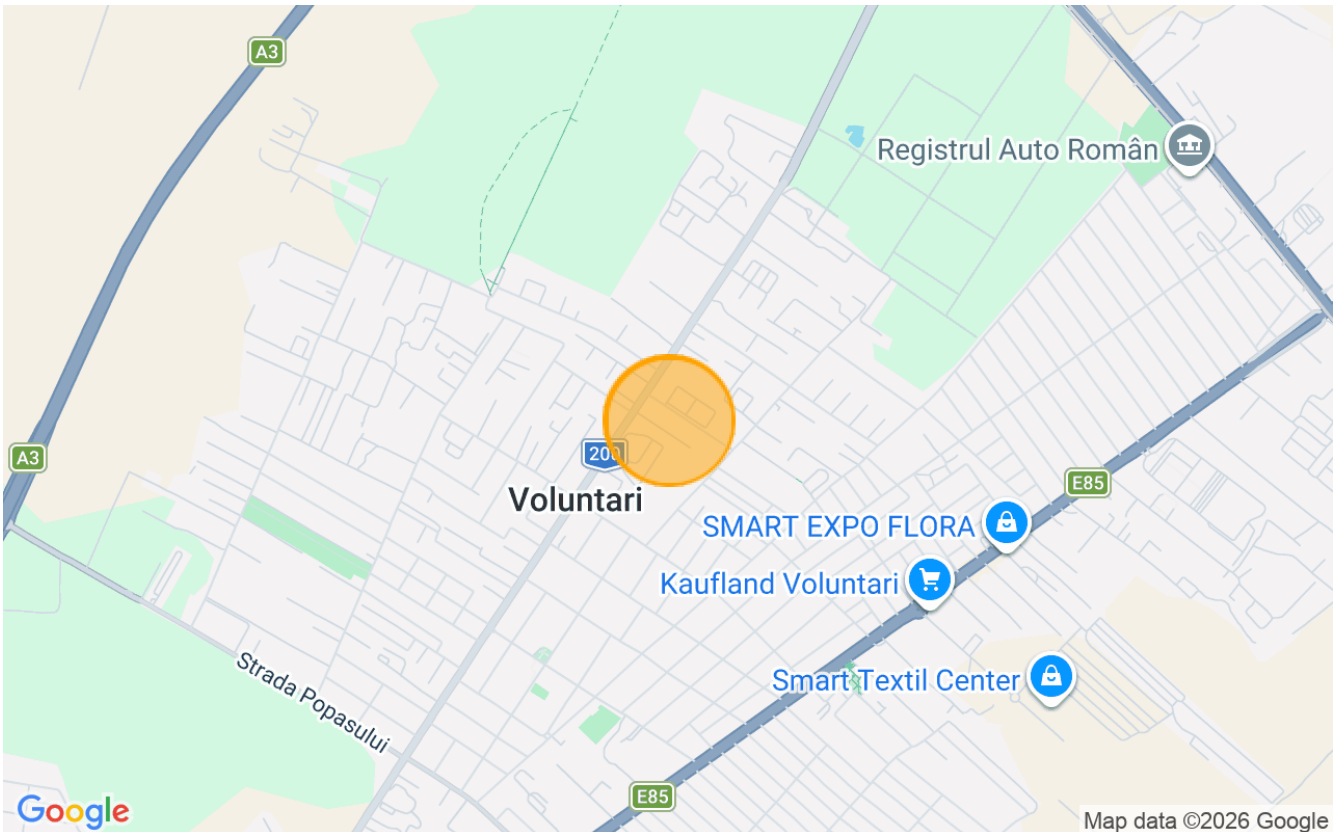 A3
Registrul Auto Român
A3
200
Voluntari
E85
SMART EXPO FLORA
Kaufland Voluntari
Smart Textil Center
Strada Popasului
E85
Google
Map data ©2026 Google